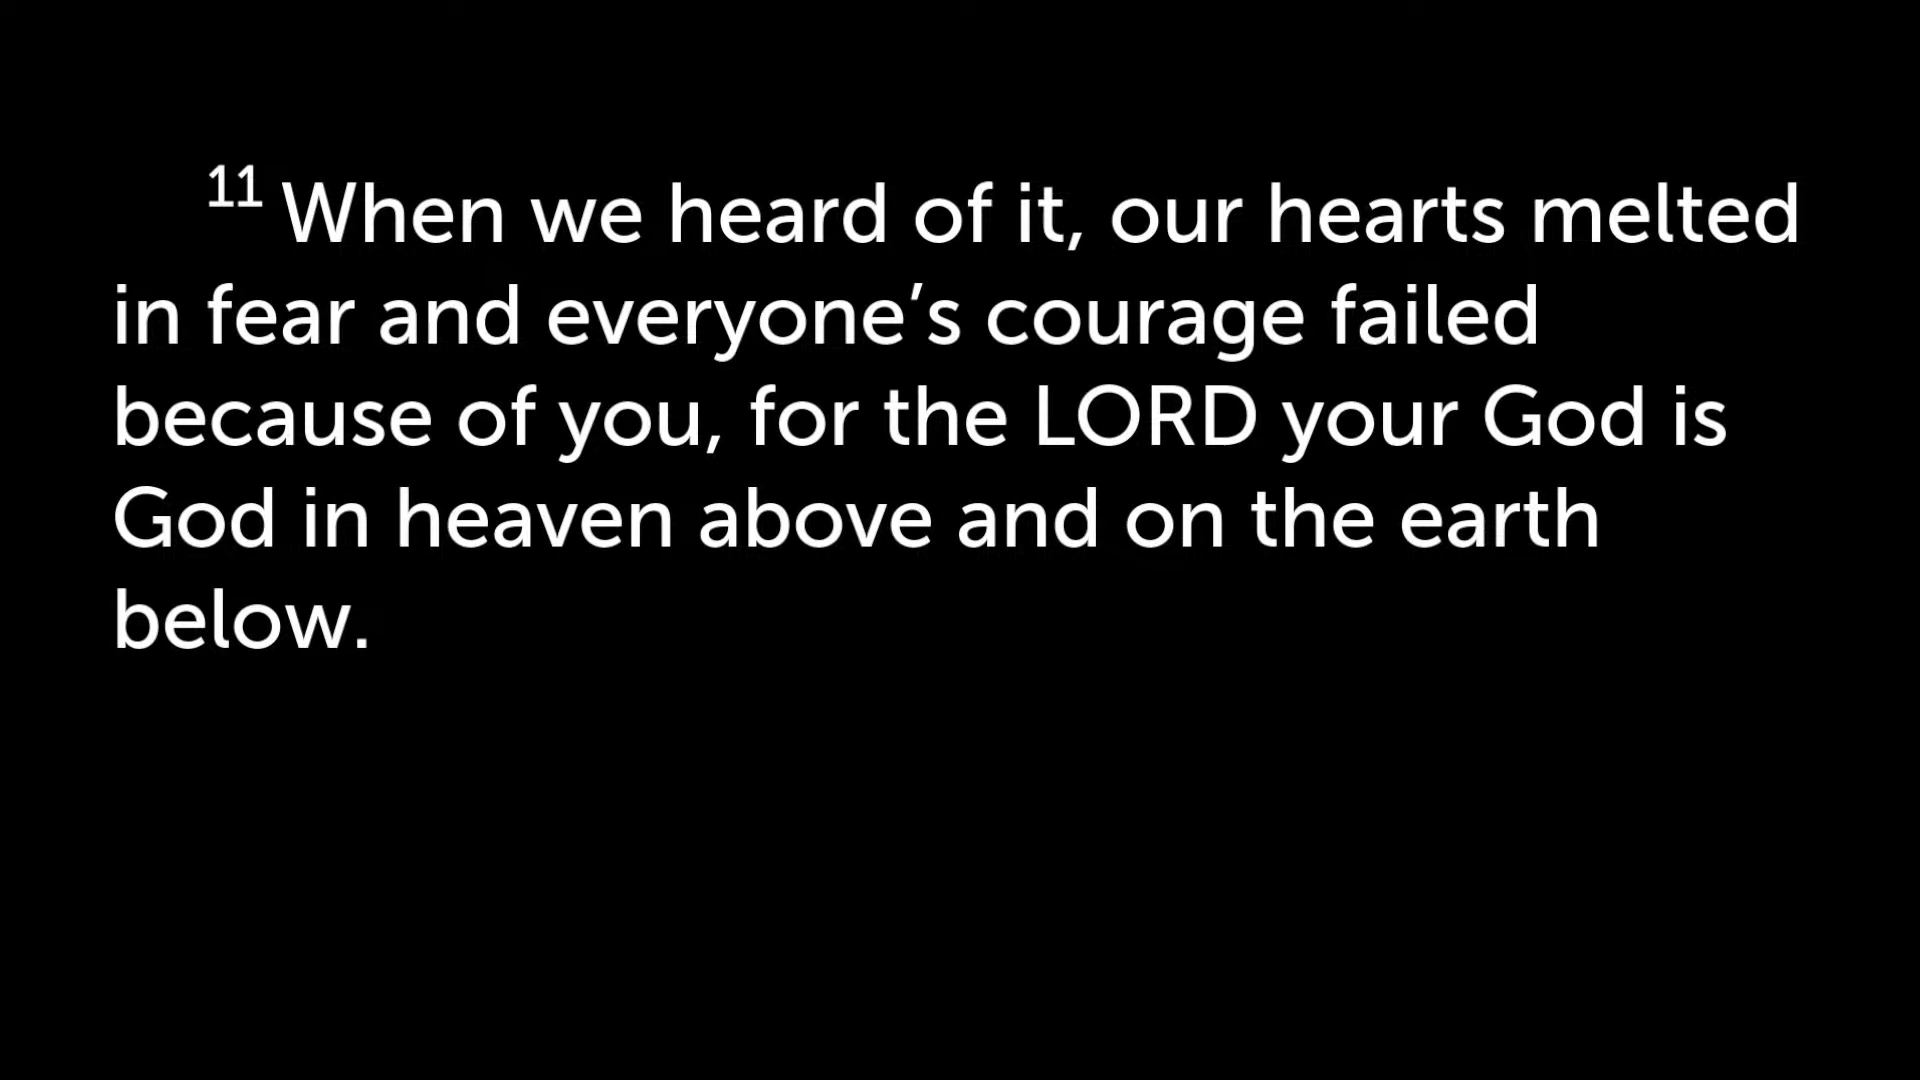 11 When we heard of it, our hearts melted
in fear and everyone’s courage failed
because of you, for the LORD your God is
God in heaven above and on the earth
below.